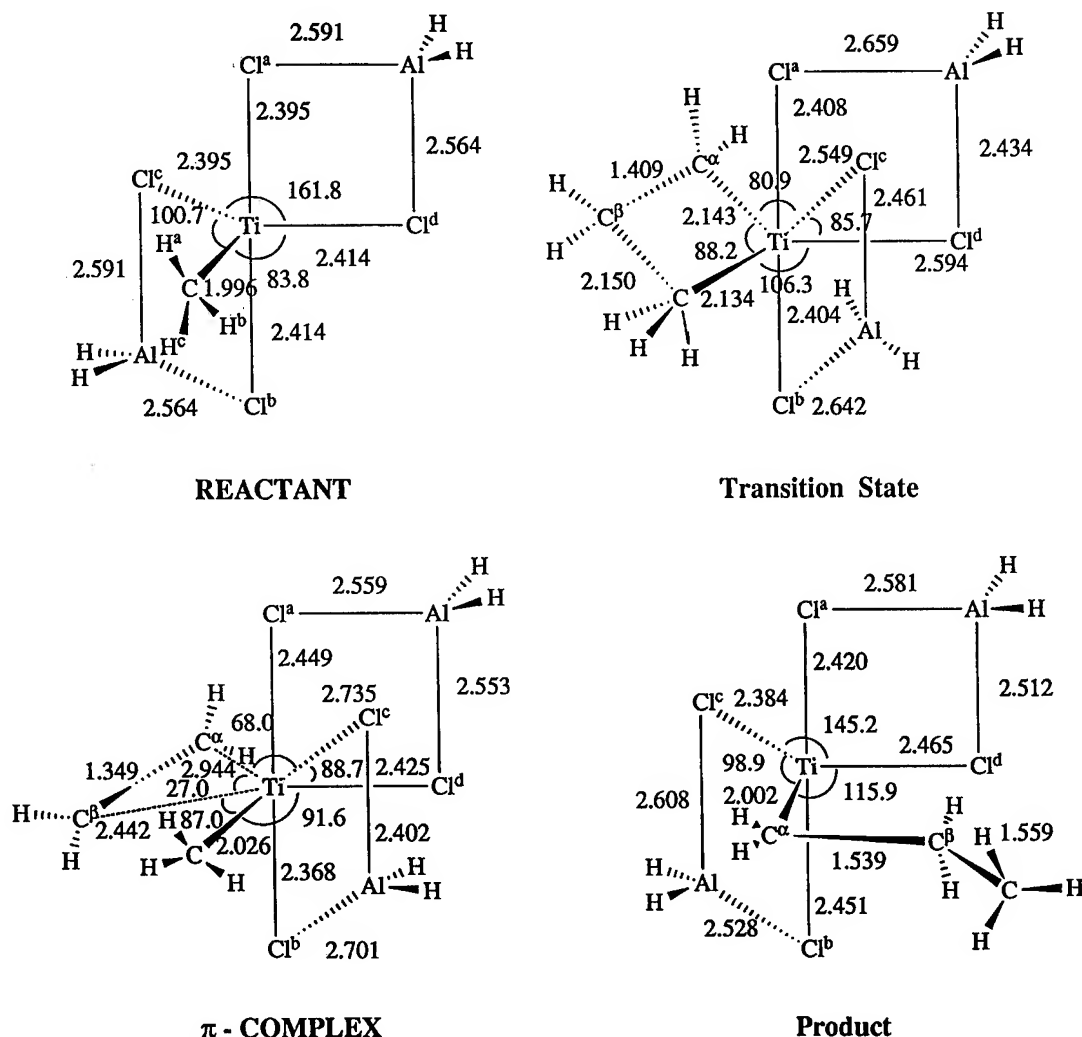 2.591
H
H
Cl^a
Al
2.395
2.564
2.395
Cl^c
161.8
100.7
Ti
Cl^d
H^a
2.414
2.591
C
1.996
83.8
H^b
H^c
2.414
H
Al
H
2.564
Cl^b
REACTANT
2.659
H
H
Cl^a
Al
H
H
2.408
2.549
Cl^c
2.434
1.409
C^α
80.9
2.461
H
C^β
2.143
85.7
H
Ti
Cl^d
88.2
2.594
2.150
C
2.134
106.3
H
2.404
Al
H
H
H
H
Cl^b
2.642
Transition State
2.559
H
H
Cl^a
Al
2.449
2.735
2.553
H
68.0
Cl^c
C^α
H
1.349
2.944
88.7
2.425
27.0
Ti
Cl^d
H
C^β
2.442
H
87.0
91.6
2.402
H
H
C
2.026
H
2.368
Al
H
H
Cl^b
2.701
π - COMPLEX
2.581
H
H
Cl^a
Al
2.420
2.512
2.384
Cl^c
145.2
2.465
98.9
Ti
Cl^d
2.608
2.002
115.9
H
H
C^α
C^β
H
1.559
1.539
H
C
H
H
H
Al
H
2.451
2.528
Cl^b
Product